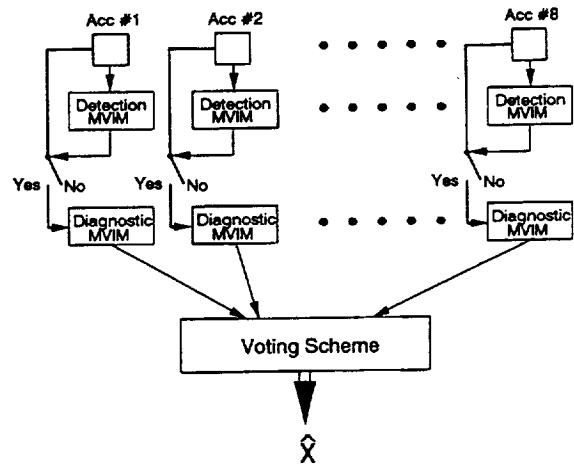 Acc #1 Acc #2 Acc #8
Detection MVIM Detection MVIM Detection MVIM
Yes No Yes No Yes No
Diagnostic MVIM Diagnostic MVIM Diagnostic MVIM
Voting Scheme
X̂